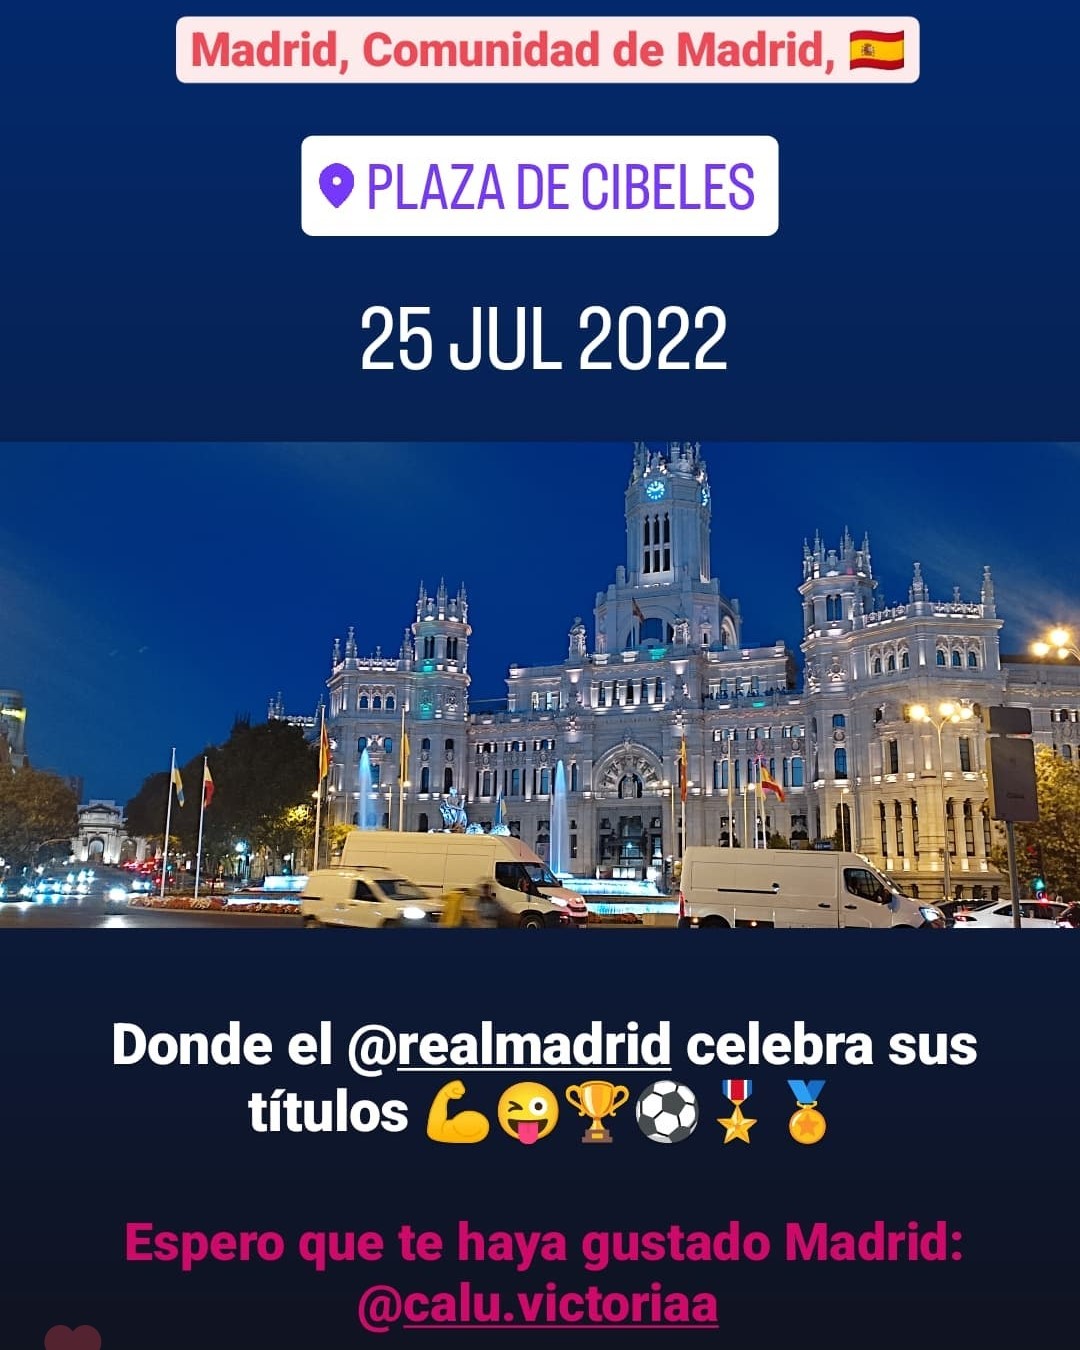 Madrid, Comunidad de Madrid, 🇪🇸
PLAZA DE CIBELES
25 JUL 2022
Donde el @realmadrid celebra sus
títulos 💪😜🏆⚽🎖️🏅
Espero que te haya gustado Madrid:
@calu.victoriaa